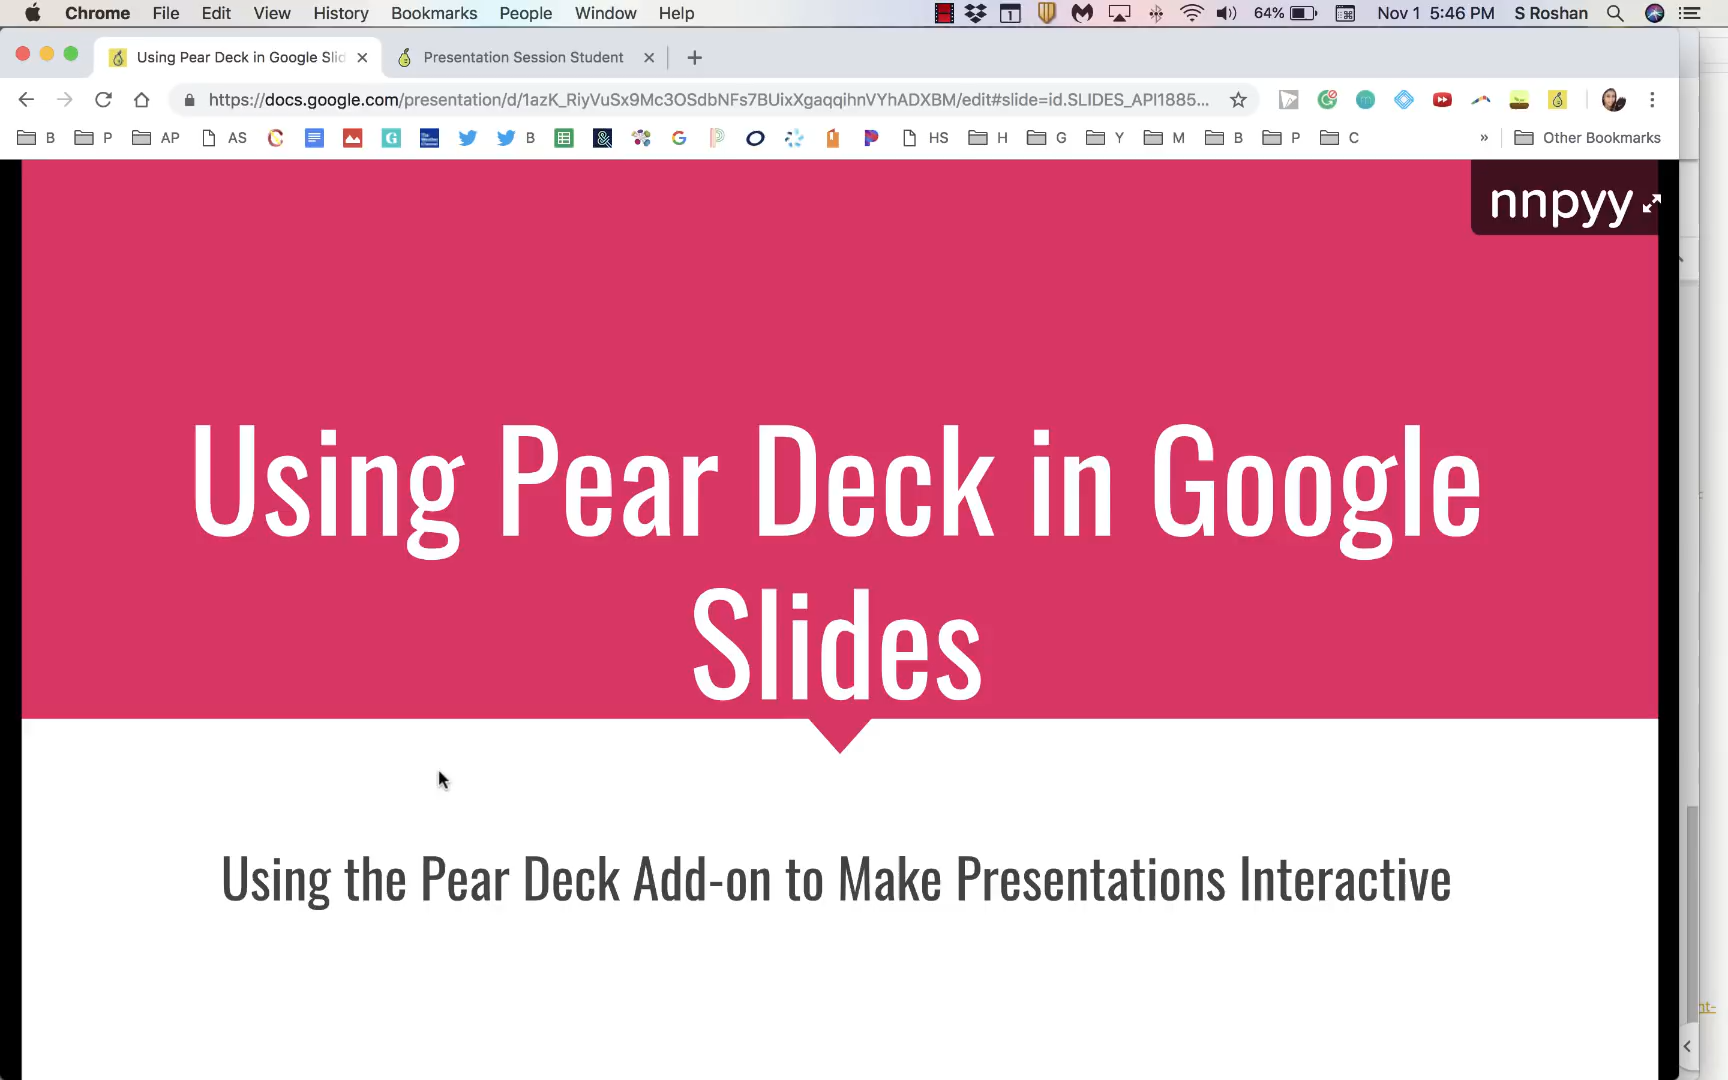 Chrome File Edit View History Bookmarks People Window Help 1 64% Nov 1 5:46 PM S Roshan
Using Pear Deck in Google Slid Presentation Session Student
https://docs.google.com/presentation/d/1azK_RiyVuSx9Mc3OSdbNFs7BUixXgaqqihnVYhADXBM/edit#slide=id.SLIDES_API1885...
B P AP AS B HS H G Y M B P C » Other Bookmarks
nnpyy
Using Pear Deck in Google
Slides
Using the Pear Deck Add-on to Make Presentations Interactive